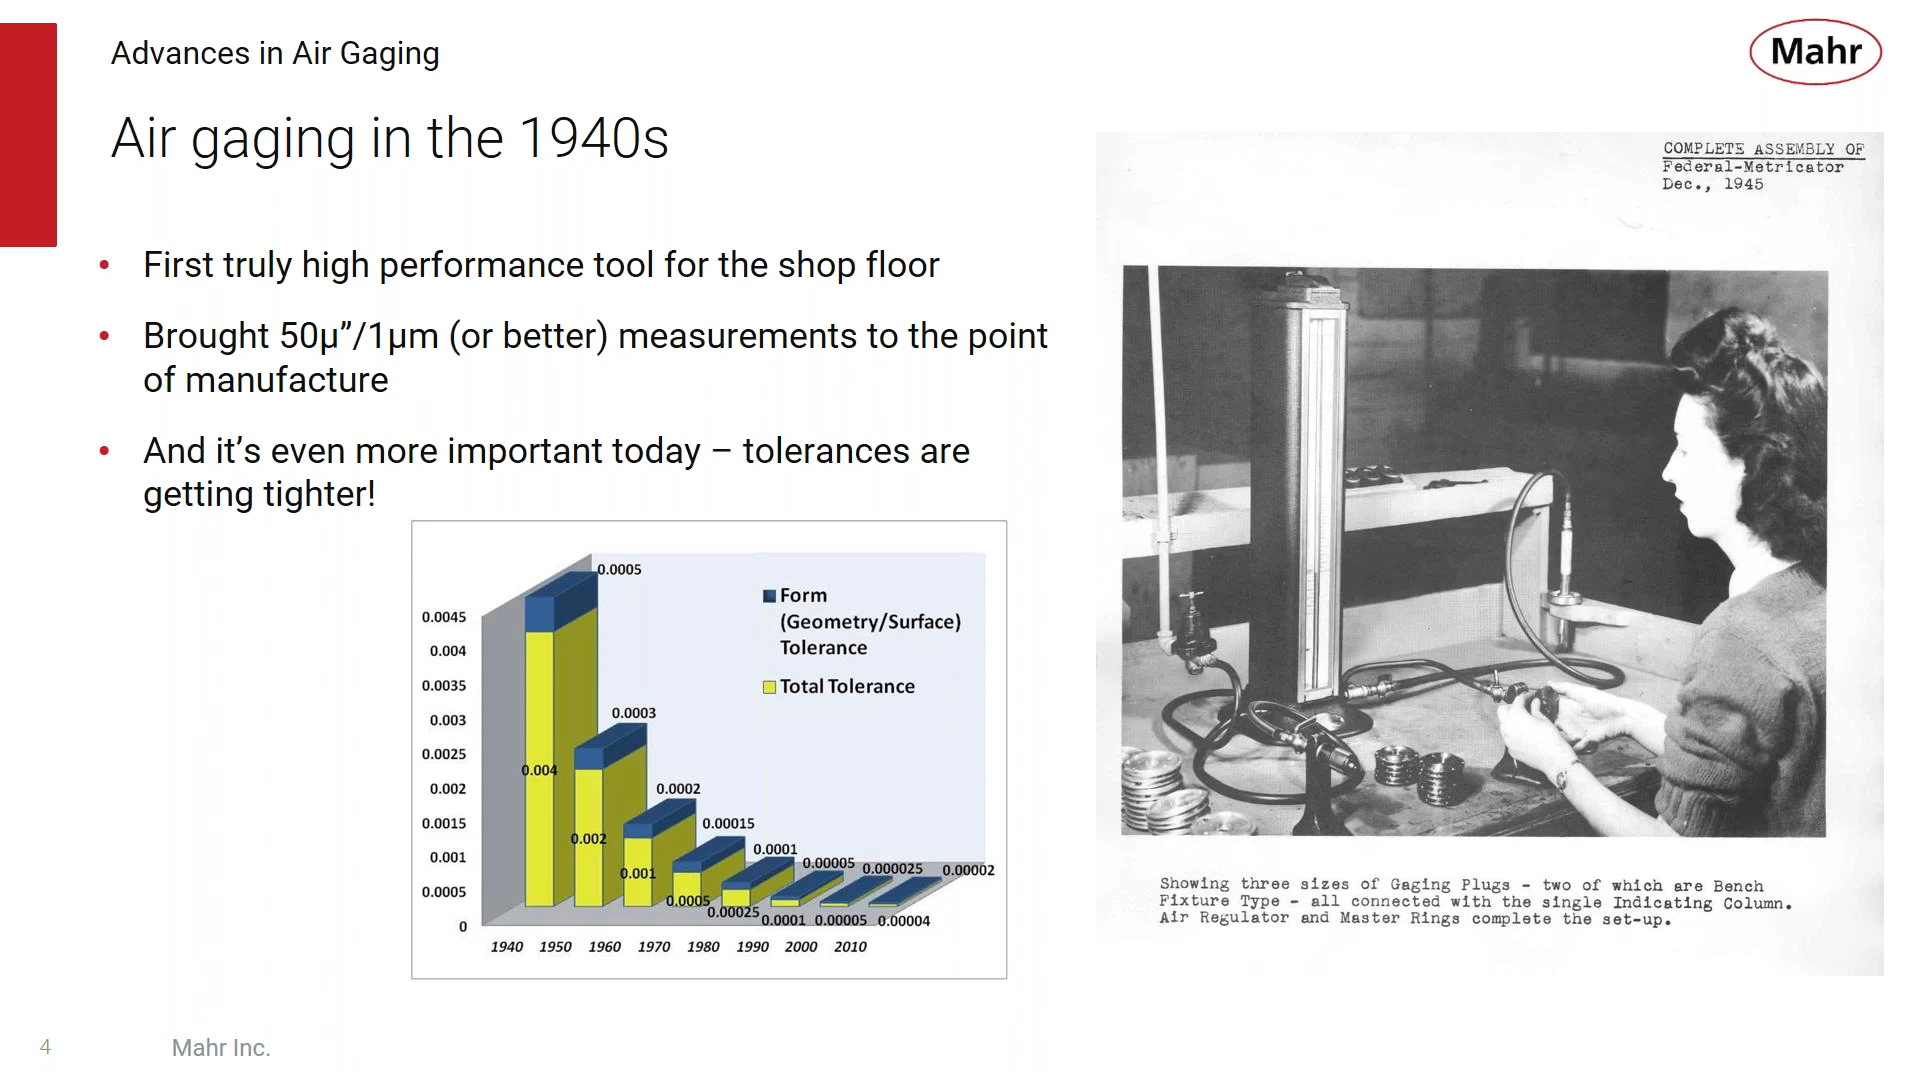 Advances in Air Gaging
Mahr
Air gaging in the 1940s
• First truly high performance tool for the shop floor
• Brought 50µ”/1µm (or better) measurements to the point
of manufacture
• And it’s even more important today – tolerances are
getting tighter!
0.0045
0.004
0.0035
0.003
0.0025
0.002
0.0015
0.001
0.0005
0
0.0005
0.0003
0.0002
0.00015
0.0001
0.00005
0.000025
0.00002
0.004
0.002
0.001
0.0005
0.00025
0.0001
0.00005
0.00004
1940 1950 1960 1970 1980 1990 2000 2010
Form
(Geometry/Surface)
Tolerance
Total Tolerance
COMPLETE ASSEMBLY OF
Federal-Metricator
Dec., 1945
Showing three sizes of Gaging Plugs - two of which are Bench
Fixture Type - all connected with the single Indicating Column.
Air Regulator and Master Rings complete the set-up.
4
Mahr Inc.